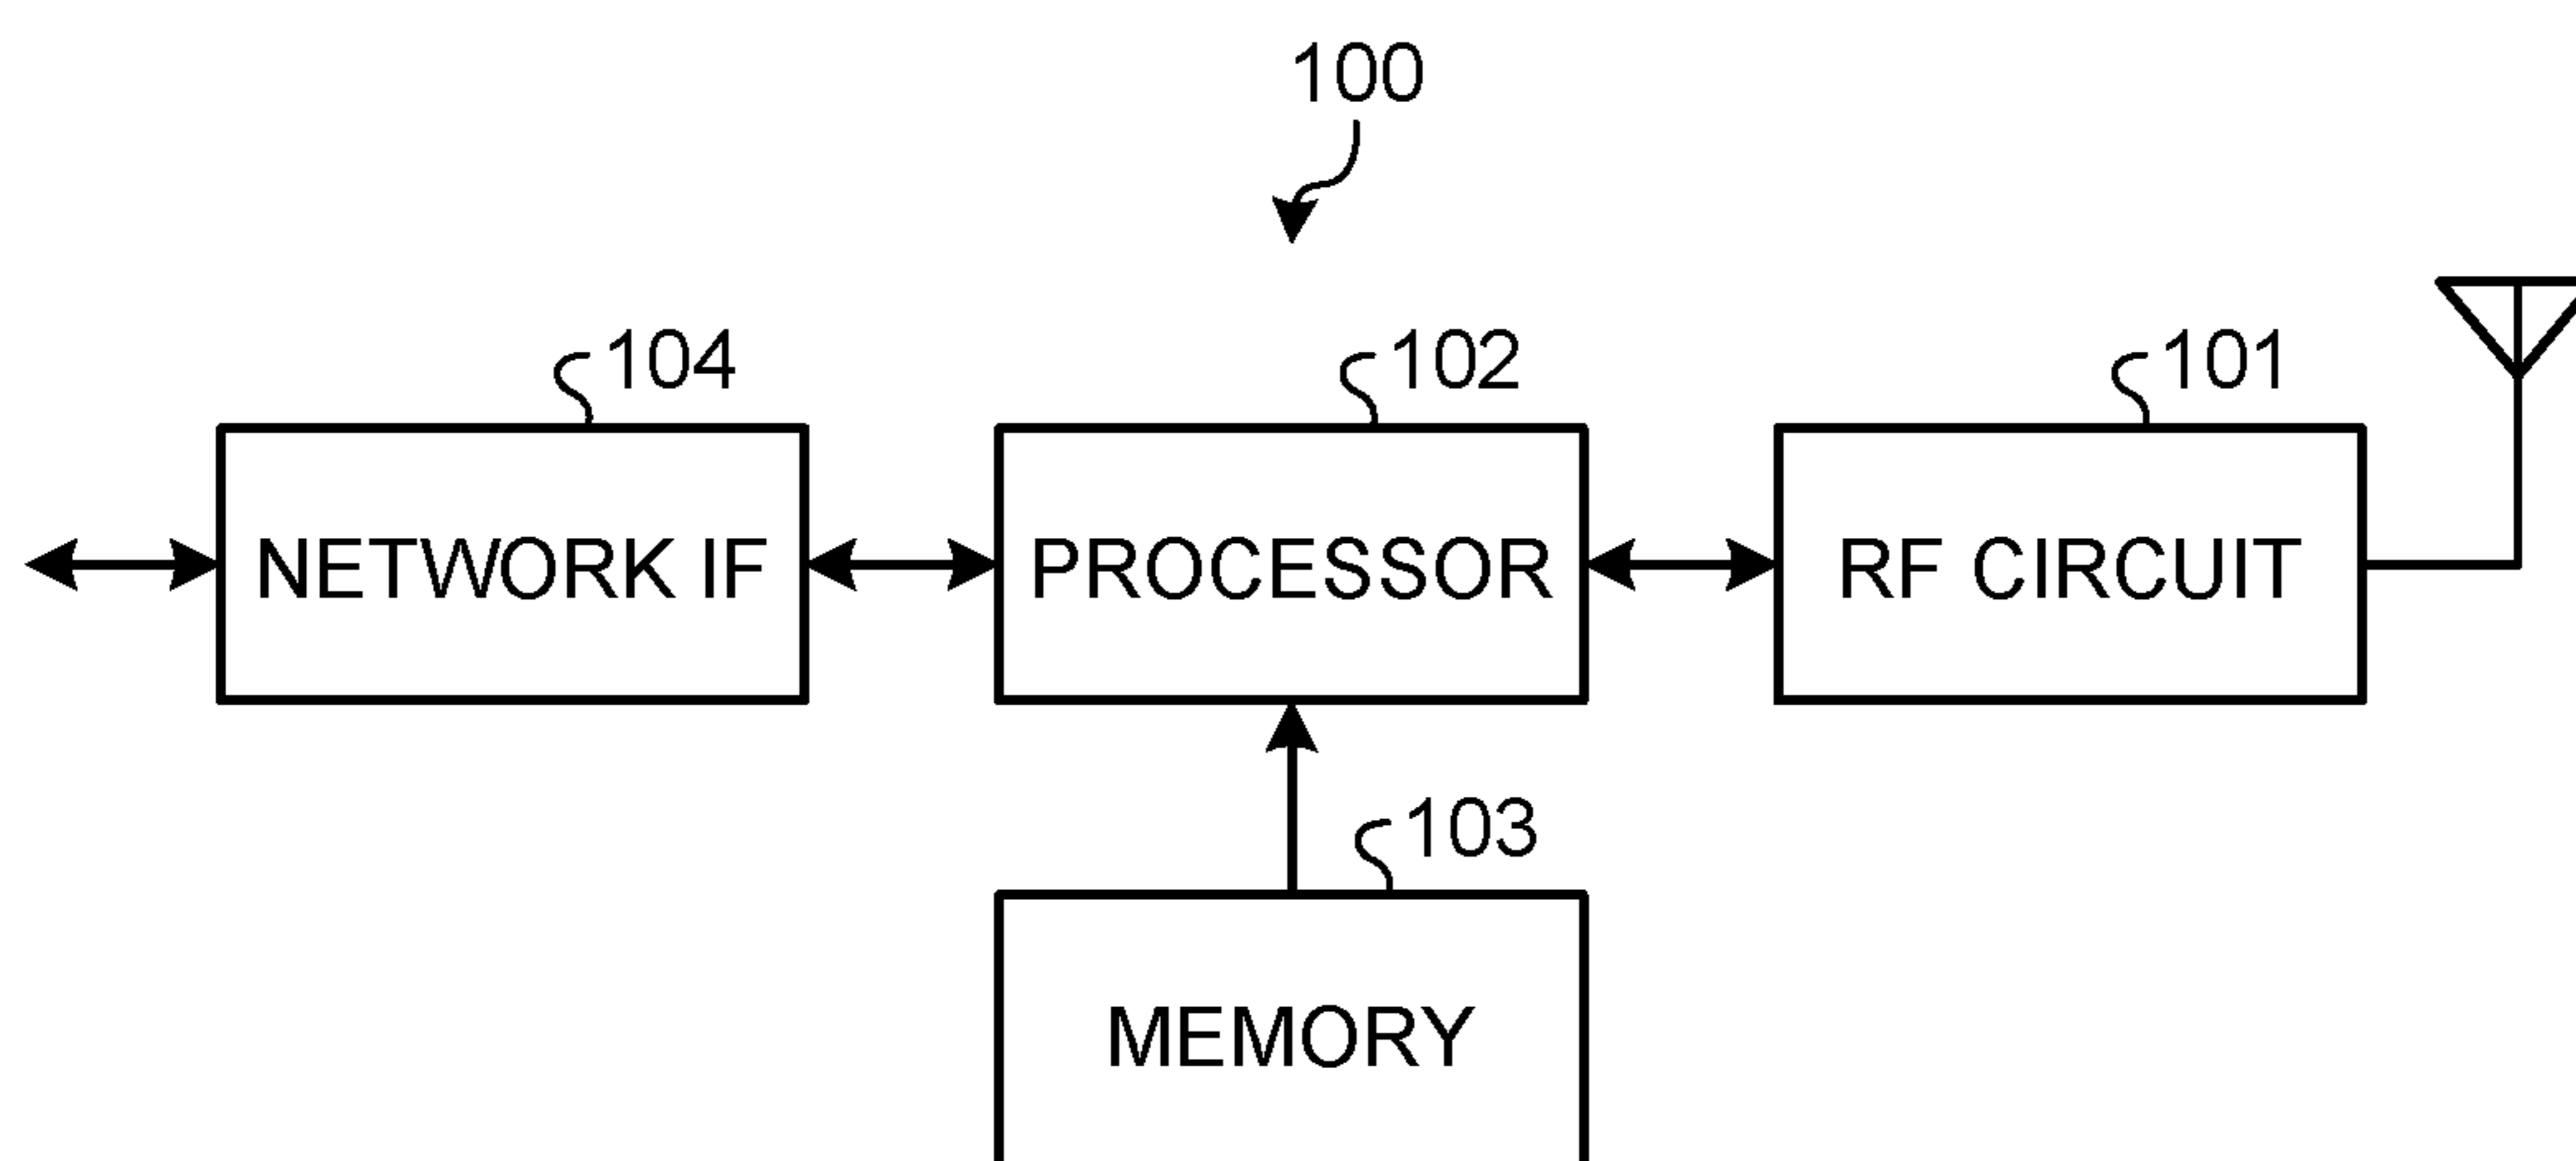 100
104
102
101
NETWORK IF
PROCESSOR
RF CIRCUIT
103
MEMORY